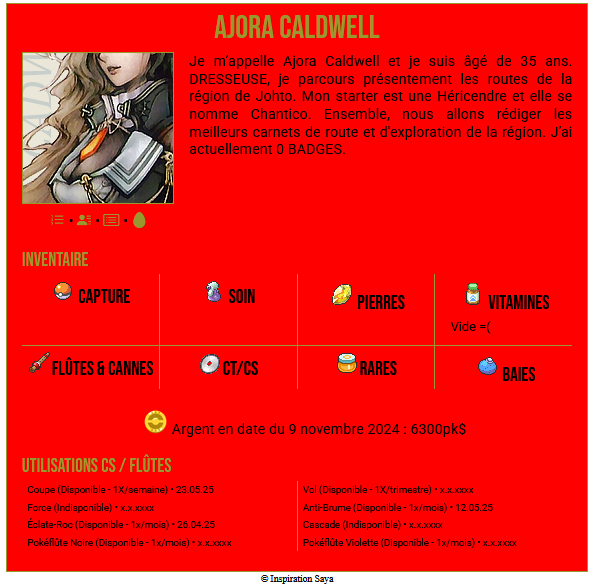 AJORA CALDWELL
Je m'appelle Ajora Caldwell et je suis âgé de 35 ans.
DRESSEUSE, je parcours présentement les routes de la
région de Johto. Mon starter est une Héricendre et elle se
nomme Chantico. Ensemble, nous allons rédiger les
meilleurs carnets de route et d'exploration de la région. J'ai
actuellement 0 BADGES.
INVENTAIRE
CAPTURE
SOIN
PIERRES
VITAMINES
Vide =(
FLÛTES & CANNES
CT/CS
RARES
BAIES
Argent en date du 9 novembre 2024 : 6300pk$
UTILISATIONS CS / FLÛTES
Coupe (Disponible - 1X/semaine) • 23.05.25
Force (Indisponible) • x.x.xxxx
Éclate-Roc (Disponible - 1x/mois) • 26.04.25
Pokéflûte Noire (Disponible - 1x/mois) • x.x.xxxx
Vol (Disponible - 1X/trimestre) • x.x.xxxx
Anti-Brume (Disponible - 1x/mois) • 12.05.25
Cascade (Indisponible) • x.x.xxxx
Pokéflûte Violette (Disponible - 1x/mois) • x.x.xxxx
© Inspiration Saya